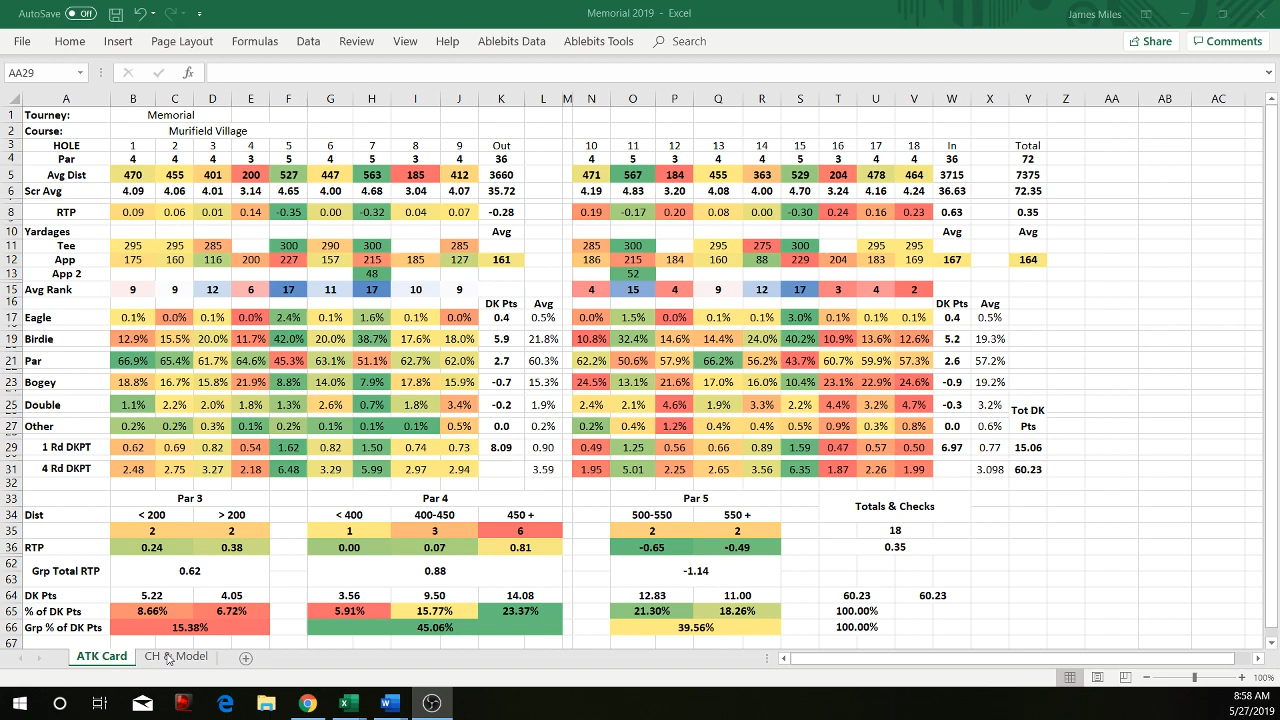 AutoSave Off Memorial 2019 - Excel James Miles
File Home Insert Page Layout Formulas Data Review View Help Ablebits Data Ablebits Tools Search Share Comments
AA29 fx
A B C D E F G H I J K L M N O P Q R S T U V W X Y Z AA AB AC
1 Tourney: Memorial
2 Course: Murifield Village
3 HOLE 1 2 3 4 5 6 7 8 9 Out 10 11 12 13 14 15 16 17 18 In Total
4 Par 4 4 4 3 5 4 5 3 4 36 4 5 3 4 4 5 3 4 4 36 72
5 Avg Dist 470 455 401 200 527 447 563 185 412 3660 471 567 184 455 363 529 204 478 464 3715 7375
6 Scr Avg 4.09 4.06 4.01 3.14 4.65 4.00 4.68 3.04 4.07 35.72 4.19 4.83 3.20 4.08 4.00 4.70 3.24 4.16 4.24 36.63 72.35
8 RTP 0.09 0.06 0.01 0.14 -0.35 0.00 -0.32 0.04 0.07 -0.28 0.19 -0.17 0.20 0.08 0.00 -0.30 0.24 0.16 0.23 0.63 0.35
10 Yardages Avg Avg Avg
11 Tee 295 295 285 300 290 300 285 285 300 295 275 300 295 295
12 App 175 160 116 200 227 157 215 185 127 161 186 215 184 160 88 229 204 183 169 167 164
13 App 2 48 52
15 Avg Rank 9 9 12 6 17 11 17 10 9 4 15 4 9 12 17 3 4 2
16 DK Pts Avg DK Pts Avg
17 Eagle 0.1% 0.0% 0.1% 0.0% 2.4% 0.1% 1.6% 0.1% 0.0% 0.4 0.5% 0.0% 1.5% 0.0% 0.1% 0.1% 3.0% 0.1% 0.1% 0.1% 0.4 0.5%
19 Birdie 12.9% 15.5% 20.0% 11.7% 42.0% 20.0% 38.7% 17.6% 18.0% 5.9 21.8% 10.8% 32.4% 14.6% 14.4% 24.0% 40.2% 10.9% 13.6% 12.6% 5.2 19.3%
21 Par 66.9% 65.4% 61.7% 64.6% 45.3% 63.1% 51.1% 62.7% 62.0% 2.7 60.3% 62.2% 50.6% 57.9% 66.2% 56.2% 43.7% 60.7% 59.9% 57.3% 2.6 57.2%
23 Bogey 18.8% 16.7% 15.8% 21.9% 8.8% 14.0% 7.9% 17.8% 15.9% -0.7 15.3% 24.5% 13.1% 21.6% 17.0% 16.0% 10.4% 23.1% 22.9% 24.6% -0.9 19.2%
25 Double 1.1% 2.2% 2.0% 1.8% 1.3% 2.6% 0.7% 1.8% 3.4% -0.2 1.9% 2.4% 2.1% 4.6% 1.9% 3.3% 2.2% 4.4% 3.2% 4.7% -0.3 3.2% Tot DK
27 Other 0.2% 0.2% 0.3% 0.1% 0.2% 0.1% 0.1% 0.1% 0.5% 0.0 0.2% 0.2% 0.4% 1.2% 0.4% 0.4% 0.5% 0.9% 0.3% 0.8% 0.0 0.6% Pts
29 1 Rd DKPT 0.62 0.69 0.82 0.54 1.62 0.82 1.50 0.74 0.73 8.09 0.90 0.49 1.25 0.56 0.66 0.89 1.59 0.47 0.57 0.50 6.97 0.77 15.06
31 4 Rd DKPT 2.48 2.75 3.27 2.18 6.48 3.29 5.99 2.97 2.94 3.59 1.95 5.01 2.25 2.65 3.56 6.35 1.87 2.26 1.99 3.098 60.23
32
33 Par 3 Par 4 Par 5 Totals & Checks
34 Dist < 200 > 200 < 400 400-450 450 + 500-550 550 +
35 2 2 1 3 6 2 2 18
36 RTP 0.24 0.38 0.00 0.07 0.81 -0.65 -0.49 0.35
62 Grp Total RTP 0.62 0.88 -1.14
63
64 DK Pts 5.22 4.05 3.56 9.50 14.08 12.83 11.00 60.23 60.23
65 % of DK Pts 8.66% 6.72% 5.91% 15.77% 23.37% 21.30% 18.26% 100.00%
66 Grp % of DK Pts 15.38% 45.06% 39.56% 100.00%
67
ATK Card CH & Model
100%
8:58 AM
5/27/2019